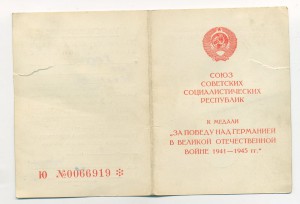 Ю №0066919 ✻
СОЮЗ
СОВЕТСКИХ
СОЦИАЛИСТИЧЕСКИХ
РЕСПУБЛИК
К МЕДАЛИ
"ЗА ПОБЕДУ НАД ГЕРМАНИЕЙ
В ВЕЛИКОЙ ОТЕЧЕСТВЕННОЙ
ВОЙНЕ 1941—1945 гг."